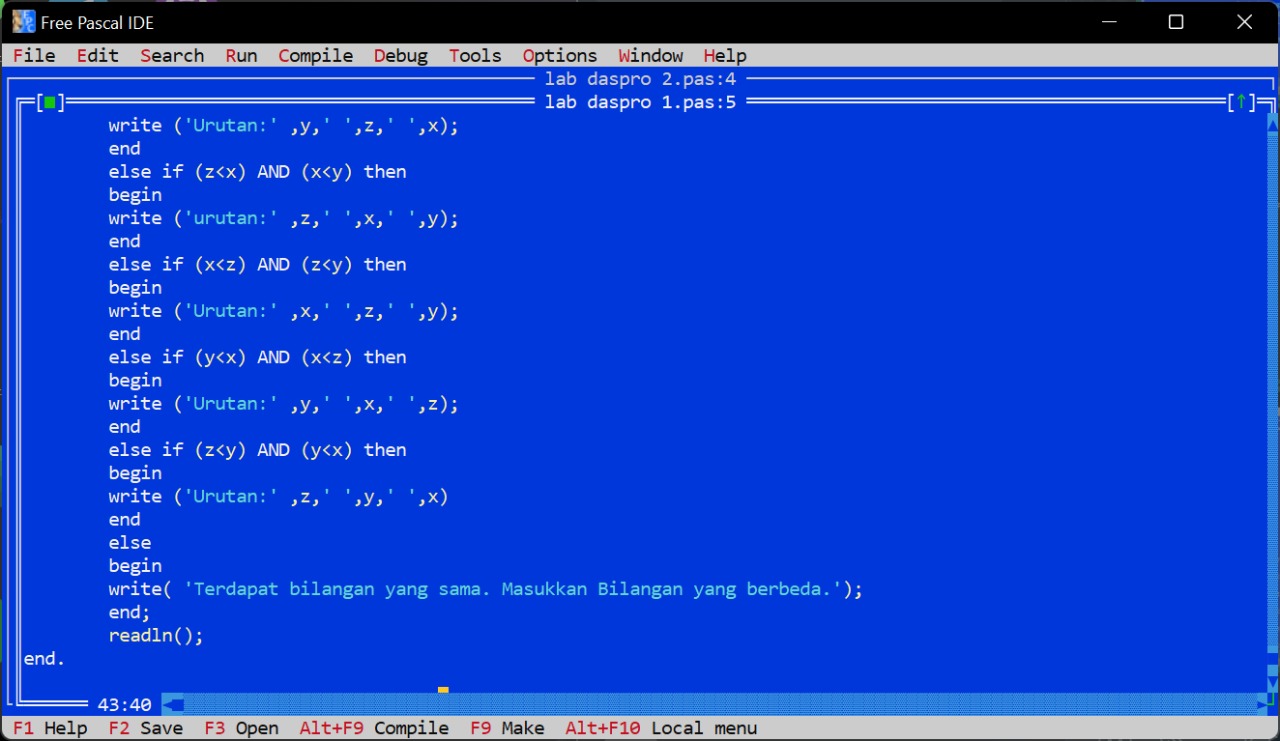 Free Pascal IDE
File Edit Search Run Compile Debug Tools Options Window Help
lab daspro 2.pas:4
[■] lab daspro 1.pas:5 [↑]
write ('Urutan:' ,y,' ',z,' ',x);
end
else if (z<x) AND (x<y) then
begin
write ('urutan:' ,z,' ',x,' ',y);
end
else if (x<z) AND (z<y) then
begin
write ('Urutan:' ,x,' ',z,' ',y);
end
else if (y<x) AND (x<z) then
begin
write ('Urutan:' ,y,' ',x,' ',z);
end
else if (z<y) AND (y<x) then
begin
write ('Urutan:' ,z,' ',y,' ',x)
end
else
begin
write( 'Terdapat bilangan yang sama. Masukkan Bilangan yang berbeda.');
end;
readln();
end.
43:40
F1 Help F2 Save F3 Open Alt+F9 Compile F9 Make Alt+F10 Local menu